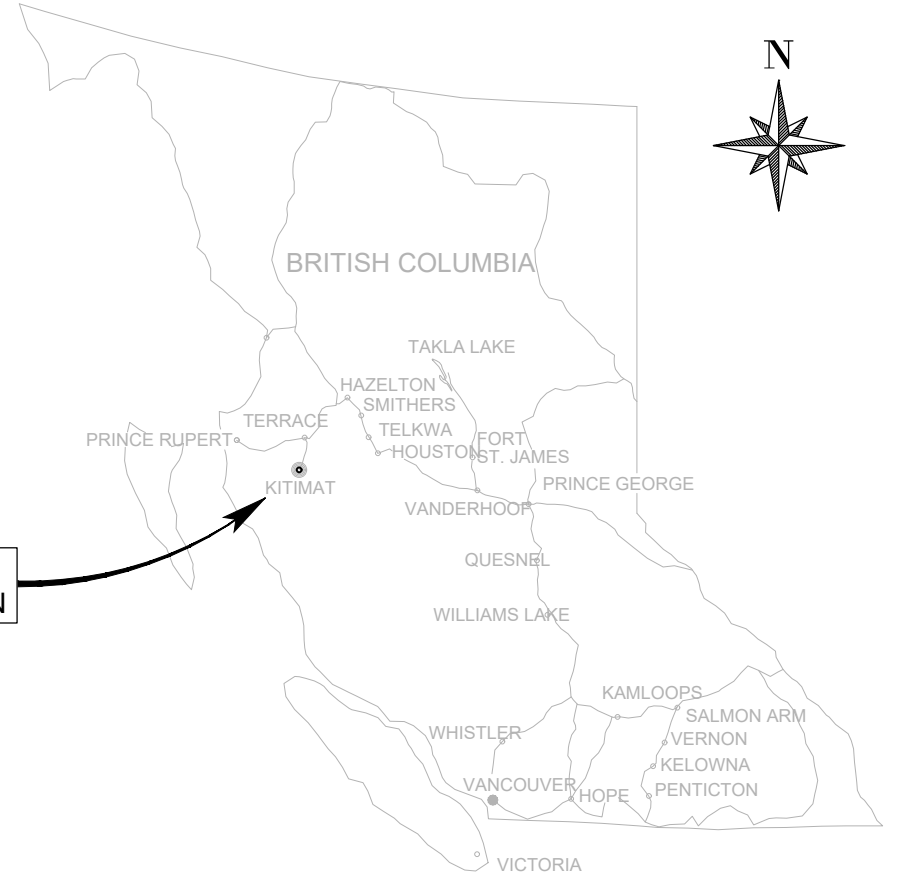 N
BRITISH COLUMBIA
TAKLA LAKE
HAZELTON
SMITHERS
TERRACE
TELKWA
PRINCE RUPERT
FORT
HOUSTON
ST. JAMES
KITIMAT
PRINCE GEORGE
VANDERHOOF
QUESNEL
N
WILLIAMS LAKE
KAMLOOPS
SALMON ARM
WHISTLER
VERNON
KELOWNA
VANCOUVER
PENTICTON
HOPE
VICTORIA